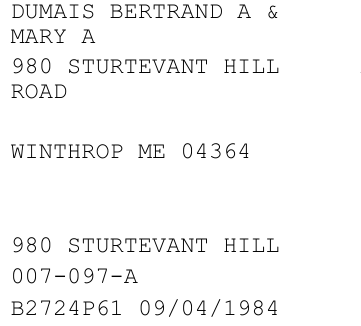 DUMAIS BERTRAND A &
MARY A
980 STURTEVANT HILL
ROAD
WINTHROP ME 04364
980 STURTEVANT HILL
007-097-A
B2724P61 09/04/1984